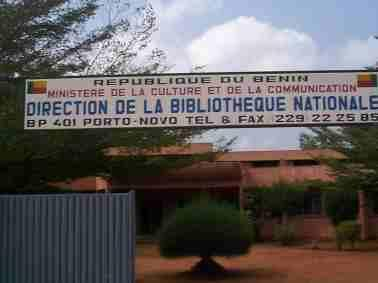 REPUBLIQUE DU BENIN
MINISTERE DE LA CULTURE ET DE LA COMMUNICATION
DIRECTION DE LA BIBLIOTHEQUE NATIONALE
BP 401 PORTO-NOVO TEL & FAX 229 22 25 85